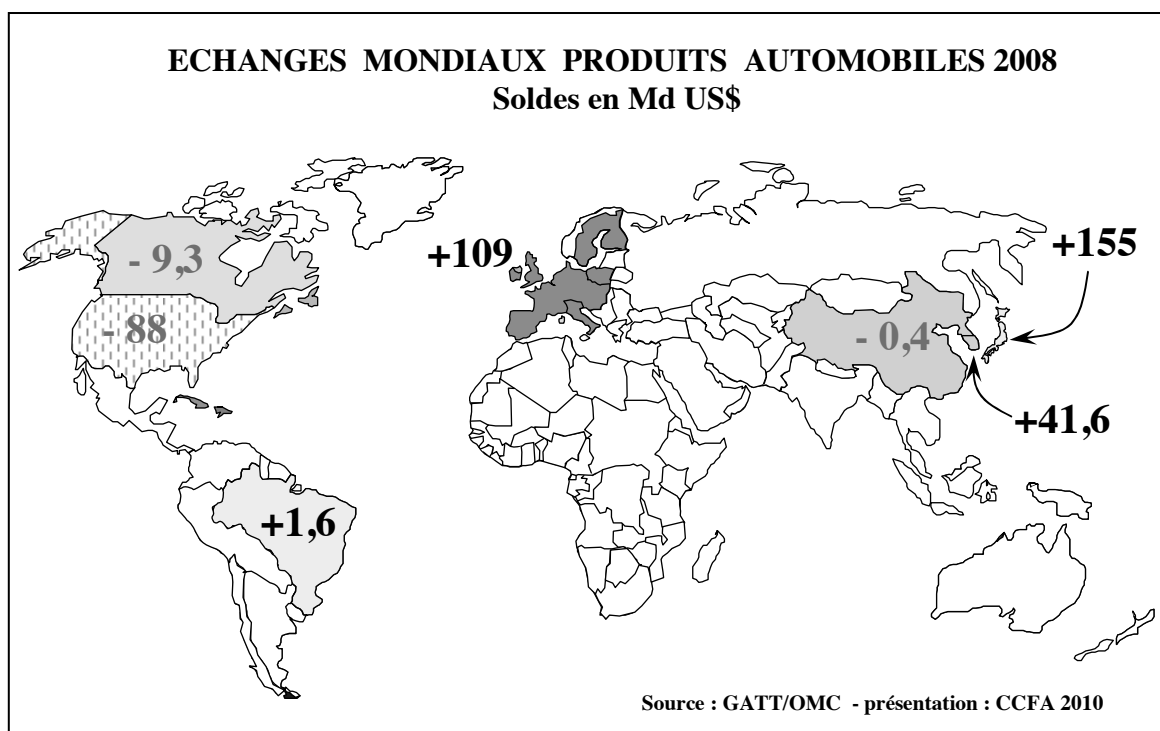 ECHANGES MONDIAUX PRODUITS AUTOMOBILES 2008
Soldes en Md US$
- 9,3
+109
+155
- 88
- 0,4
+41,6
+1,6
Source : GATT/OMC - présentation : CCFA 2010